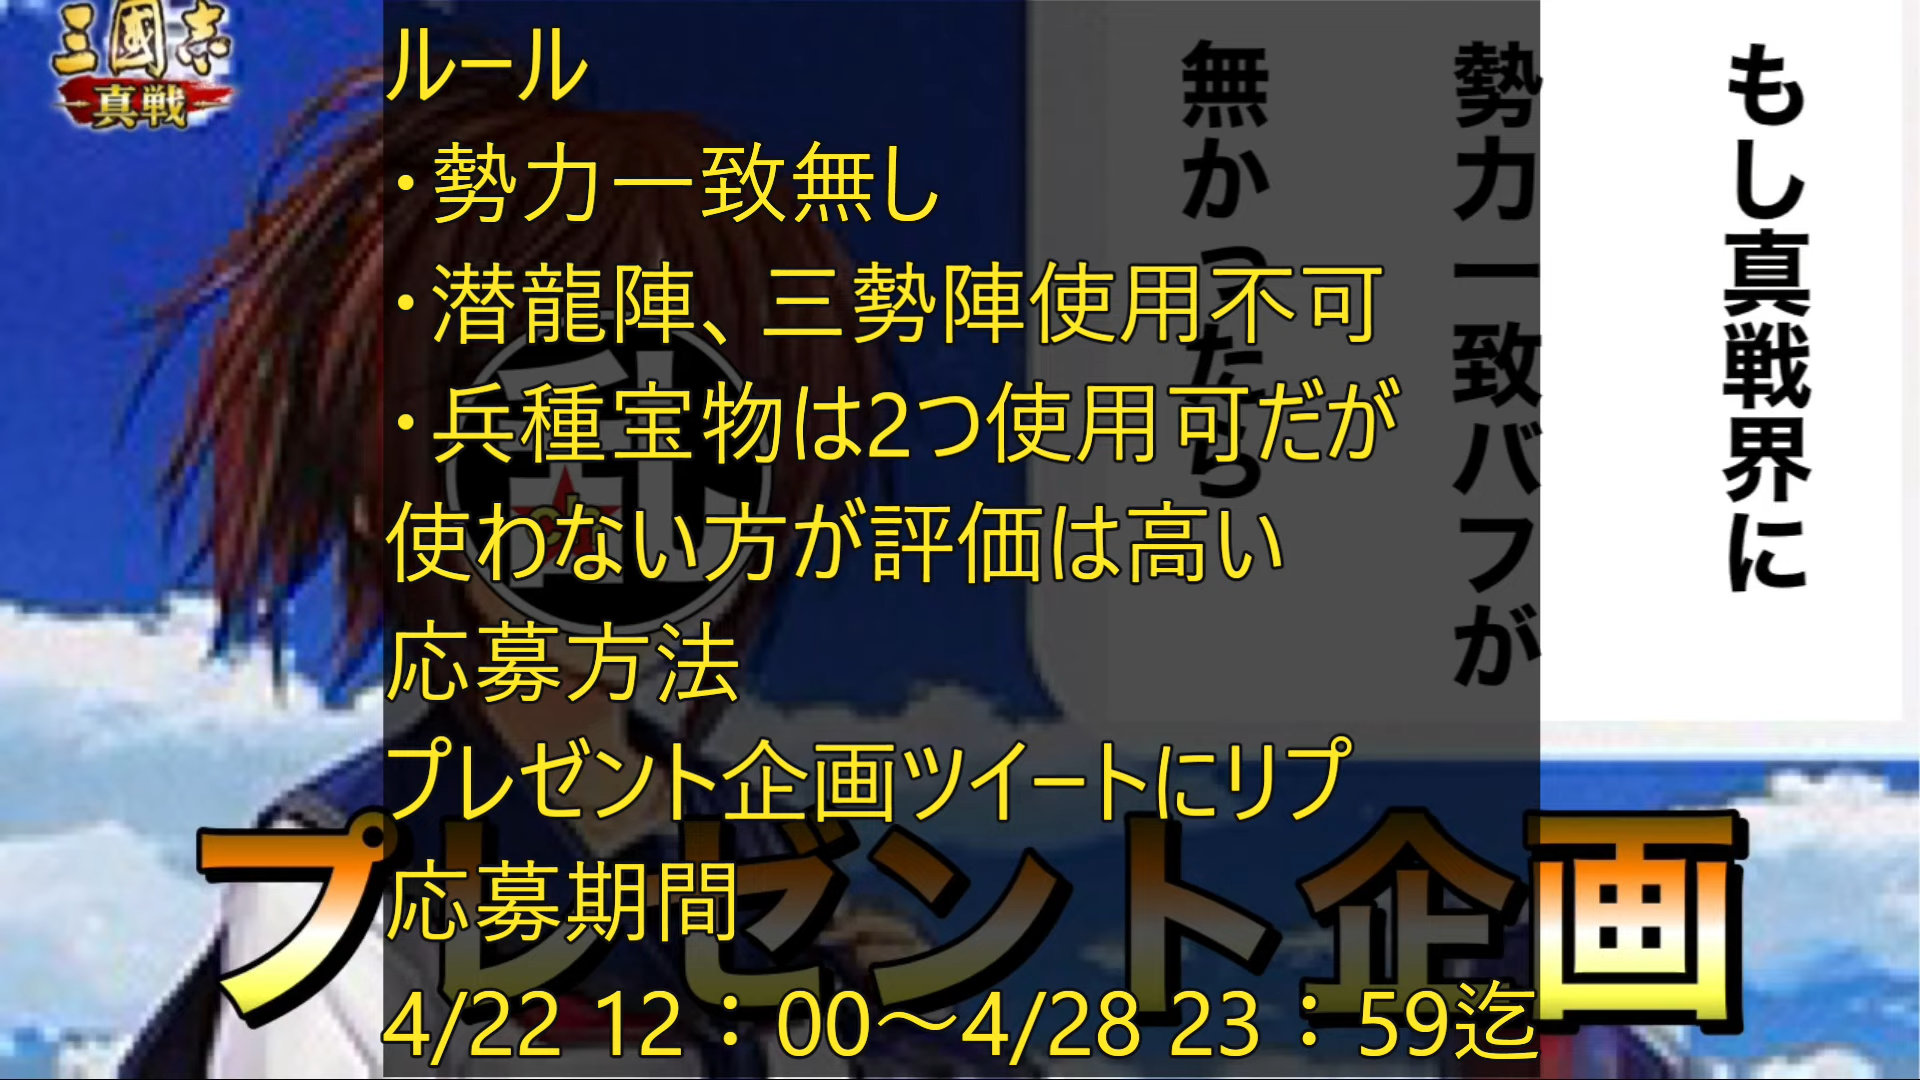 三國志
真戦
ルール
・勢力一致無し
・潜龍陣、三勢陣使用不可
・兵種宝物は2つ使用可だが
使わない方が評価は高い
応募方法
プレゼント企画ツイートにリプ
応募期間
4/22 12：00～4/28 23：59迄
もし真戦界に
勢力一致バフが
無かったら
プレゼント企画